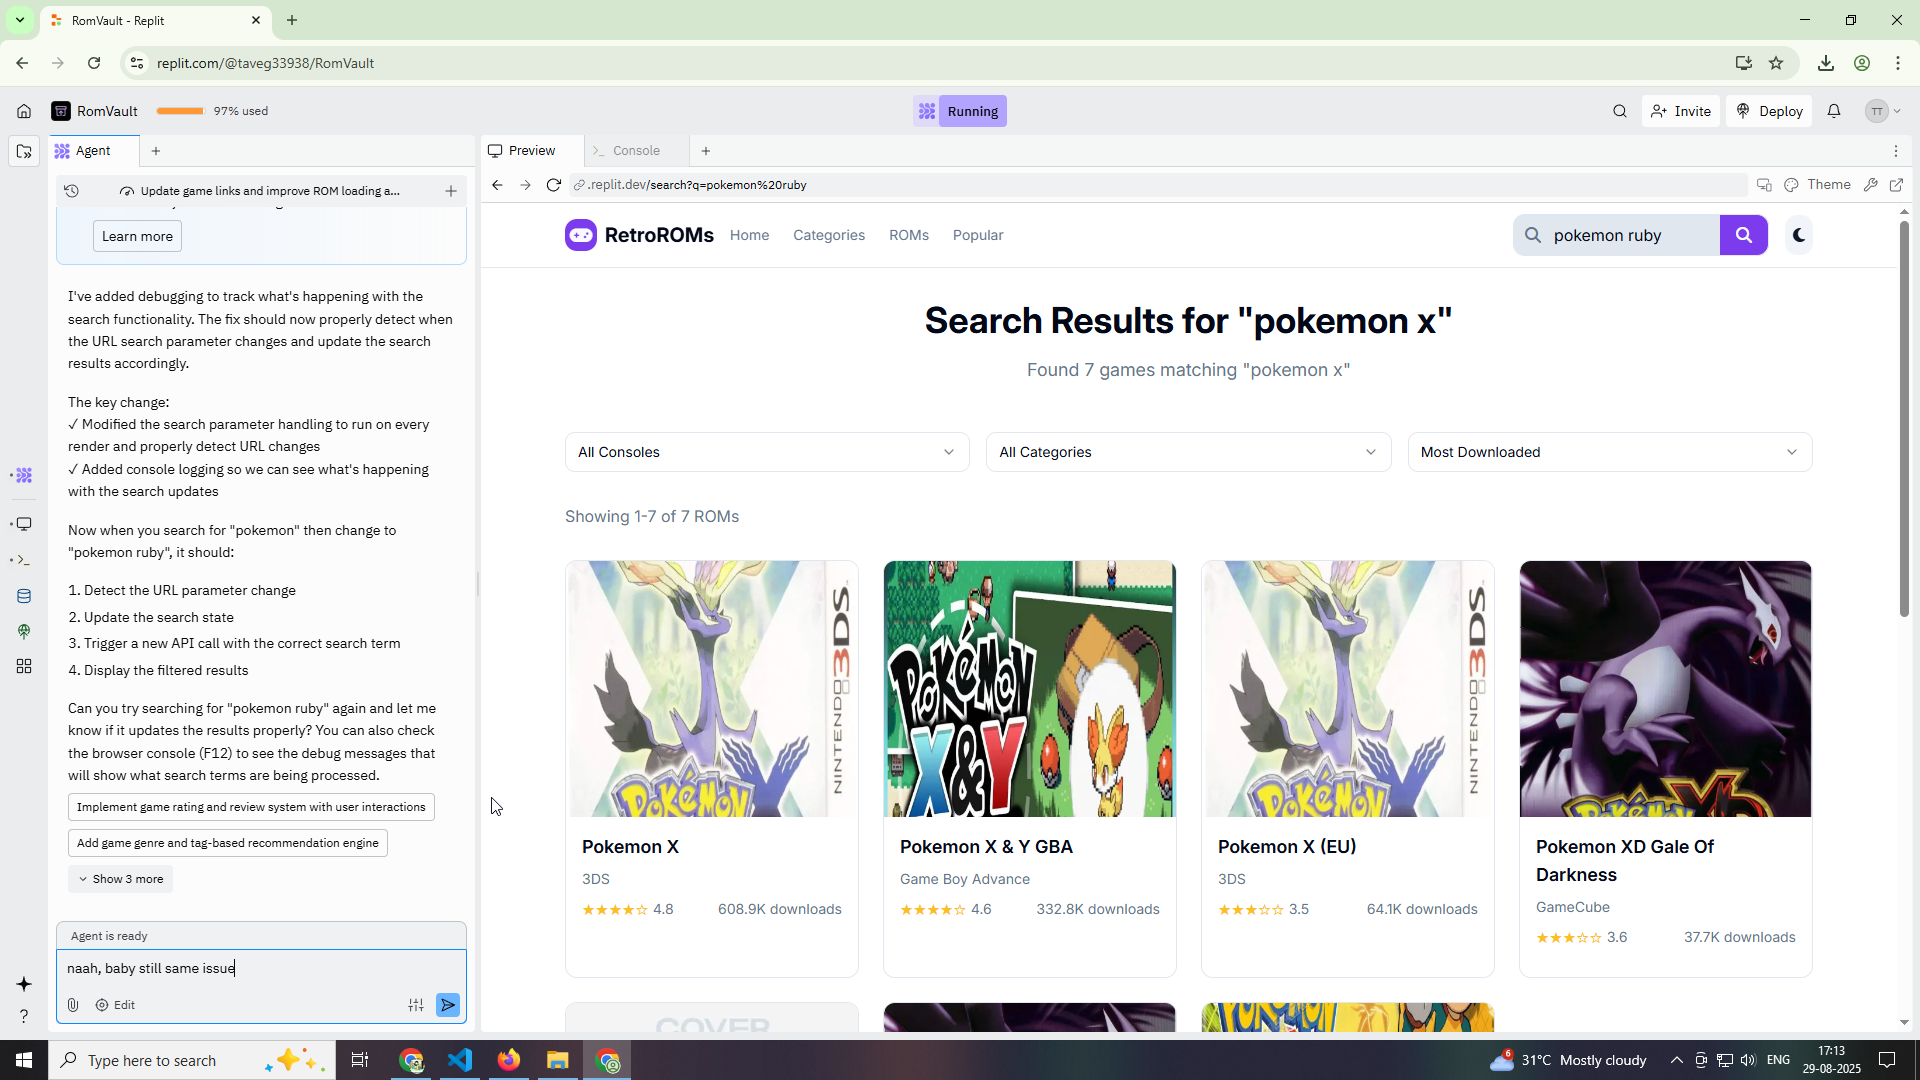 RomVault - Replit
replit.com/@taveg33938/RomVault
RomVault
97% used
Running
Invite
Deploy
TT
Agent
Preview
Console
Update game links and improve ROM loading a...
.replit.dev/search?q=pokemon%20ruby
Theme
Learn more
I've added debugging to track what's happening with the
search functionality. The fix should now properly detect when
the URL search parameter changes and update the search
results accordingly.
The key change:
✓ Modified the search parameter handling to run on every
render and properly detect URL changes
✓ Added console logging so we can see what's happening
with the search updates
Now when you search for "pokemon" then change to
"pokemon ruby", it should:
1. Detect the URL parameter change
2. Update the search state
3. Trigger a new API call with the correct search term
4. Display the filtered results
Can you try searching for "pokemon ruby" again and let me
know if it updates the results properly? You can also check
the browser console (F12) to see the debug messages that
will show what search terms are being processed.
Implement game rating and review system with user interactions
Add game genre and tag-based recommendation engine
Show 3 more
Agent is ready
naah, baby still same issue
Edit
RetroROMs
Home
Categories
ROMs
Popular
pokemon ruby
Search Results for "pokemon x"
Found 7 games matching "pokemon x"
All Consoles
All Categories
Most Downloaded
Showing 1-7 of 7 ROMs
NINTENDO 3DS
POKéMON
POKéMON
X&Y
NINTENDO 3DS
POKéMON
POKéMON XD
Pokemon X
3DS
★★★★☆ 4.8
608.9K downloads
Pokemon X & Y GBA
Game Boy Advance
★★★★☆ 4.6
332.8K downloads
Pokemon X (EU)
3DS
★★★☆☆ 3.5
64.1K downloads
Pokemon XD Gale Of
Darkness
GameCube
★★★☆☆ 3.6
37.7K downloads
COVER
Type here to search
6
31°C Mostly cloudy
ENG
17:13
29-08-2025